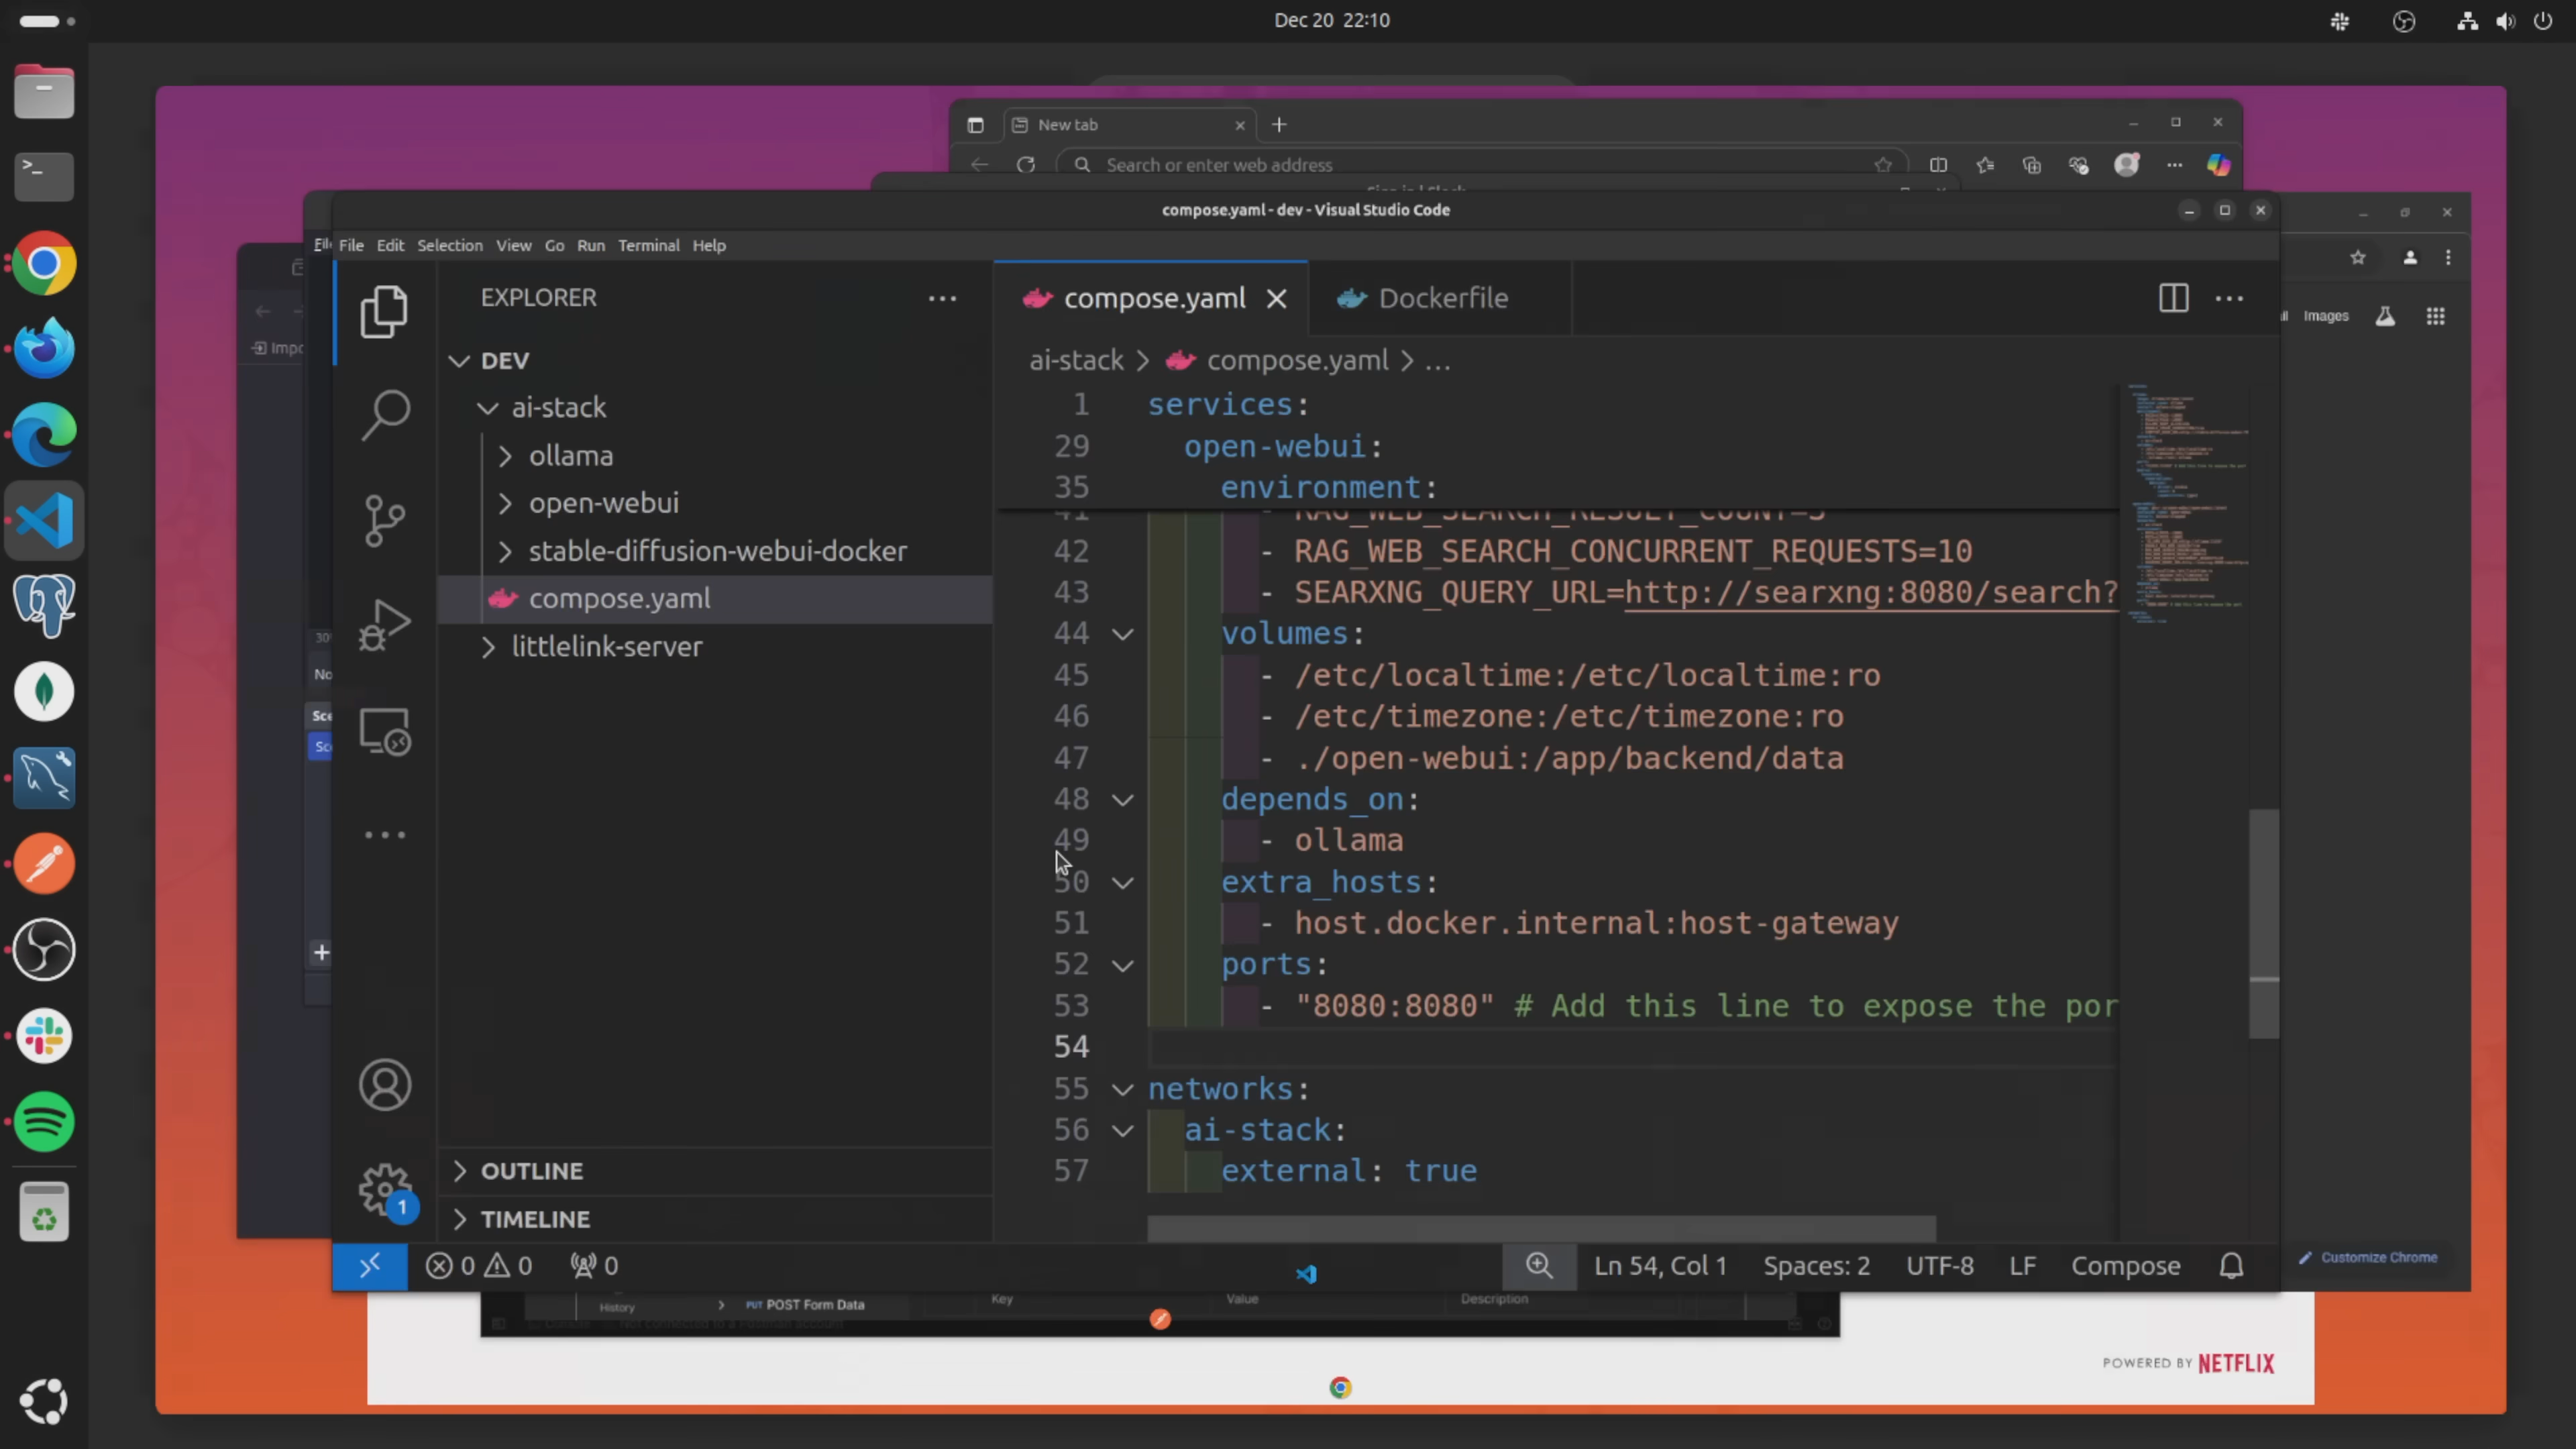 Dec 20 22:10
New tab
Search or enter web address
compose.yaml - dev - Visual Studio Code
File Edit Selection View Go Run Terminal Help
EXPLORER
compose.yaml
Dockerfile
Images
DEV
ai-stack > compose.yaml > ...
ai-stack
ollama
open-webui
stable-diffusion-webui-docker
compose.yaml
littlelink-server
1 services:
29 open-webui:
35 environment:
42 - RAG_WEB_SEARCH_CONCURRENT_REQUESTS=10
43 - SEARXNG_QUERY_URL=http://searxng:8080/search?
44 volumes:
45 - /etc/localtime:/etc/localtime:ro
46 - /etc/timezone:/etc/timezone:ro
47 - ./open-webui:/app/backend/data
48 depends_on:
49 - ollama
50 extra_hosts:
51 - host.docker.internal:host-gateway
52 ports:
53 - "8080:8080" # Add this line to expose the por
54
55 networks:
56 ai-stack:
57 external: true
OUTLINE
TIMELINE
1
0 0 0
Ln 54, Col 1 Spaces: 2 UTF-8 LF Compose
Customize Chrome
History
PUT POST Form Data
Key
Value
Description
POWERED BY NETFLIX